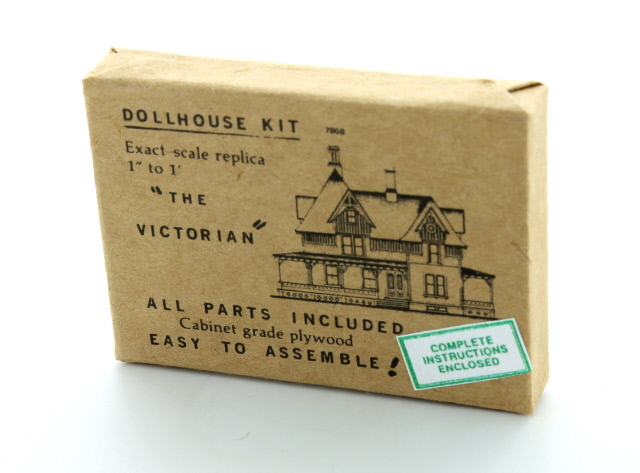 DOLLHOUSE KIT
7808
Exact scale replica
1" to 1'
"THE
VICTORIAN"
ALL PARTS INCLUDED
Cabinet grade plywood
EASY TO ASSEMBLE!
COMPLETE
INSTRUCTIONS
ENCLOSED